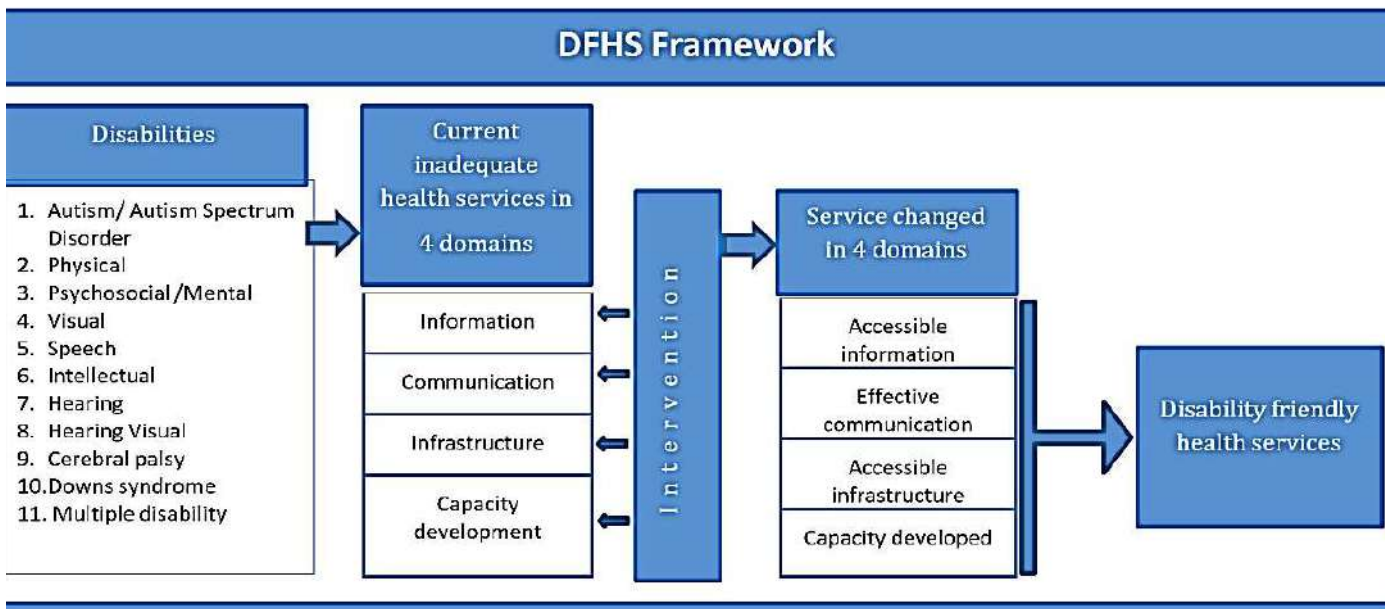 DFHS Framework
Disabilities
1. Autism/ Autism Spectrum
Disorder
2. Physical
3. Psychosocial/Mental
4. Visual
5. Speech
6. Intellectual
7. Hearing
8. Hearing Visual
9. Cerebral palsy
10.Downs syndrome
11. Multiple disability
Current
inadequate
health services in
4 domains
Information
Communication
Infrastructure
Capacity
development
Intervention
Service changed
in 4 domains
Accessible
information
Effective
communication
Accessible
infrastructure
Capacity developed
Disability friendly
health services